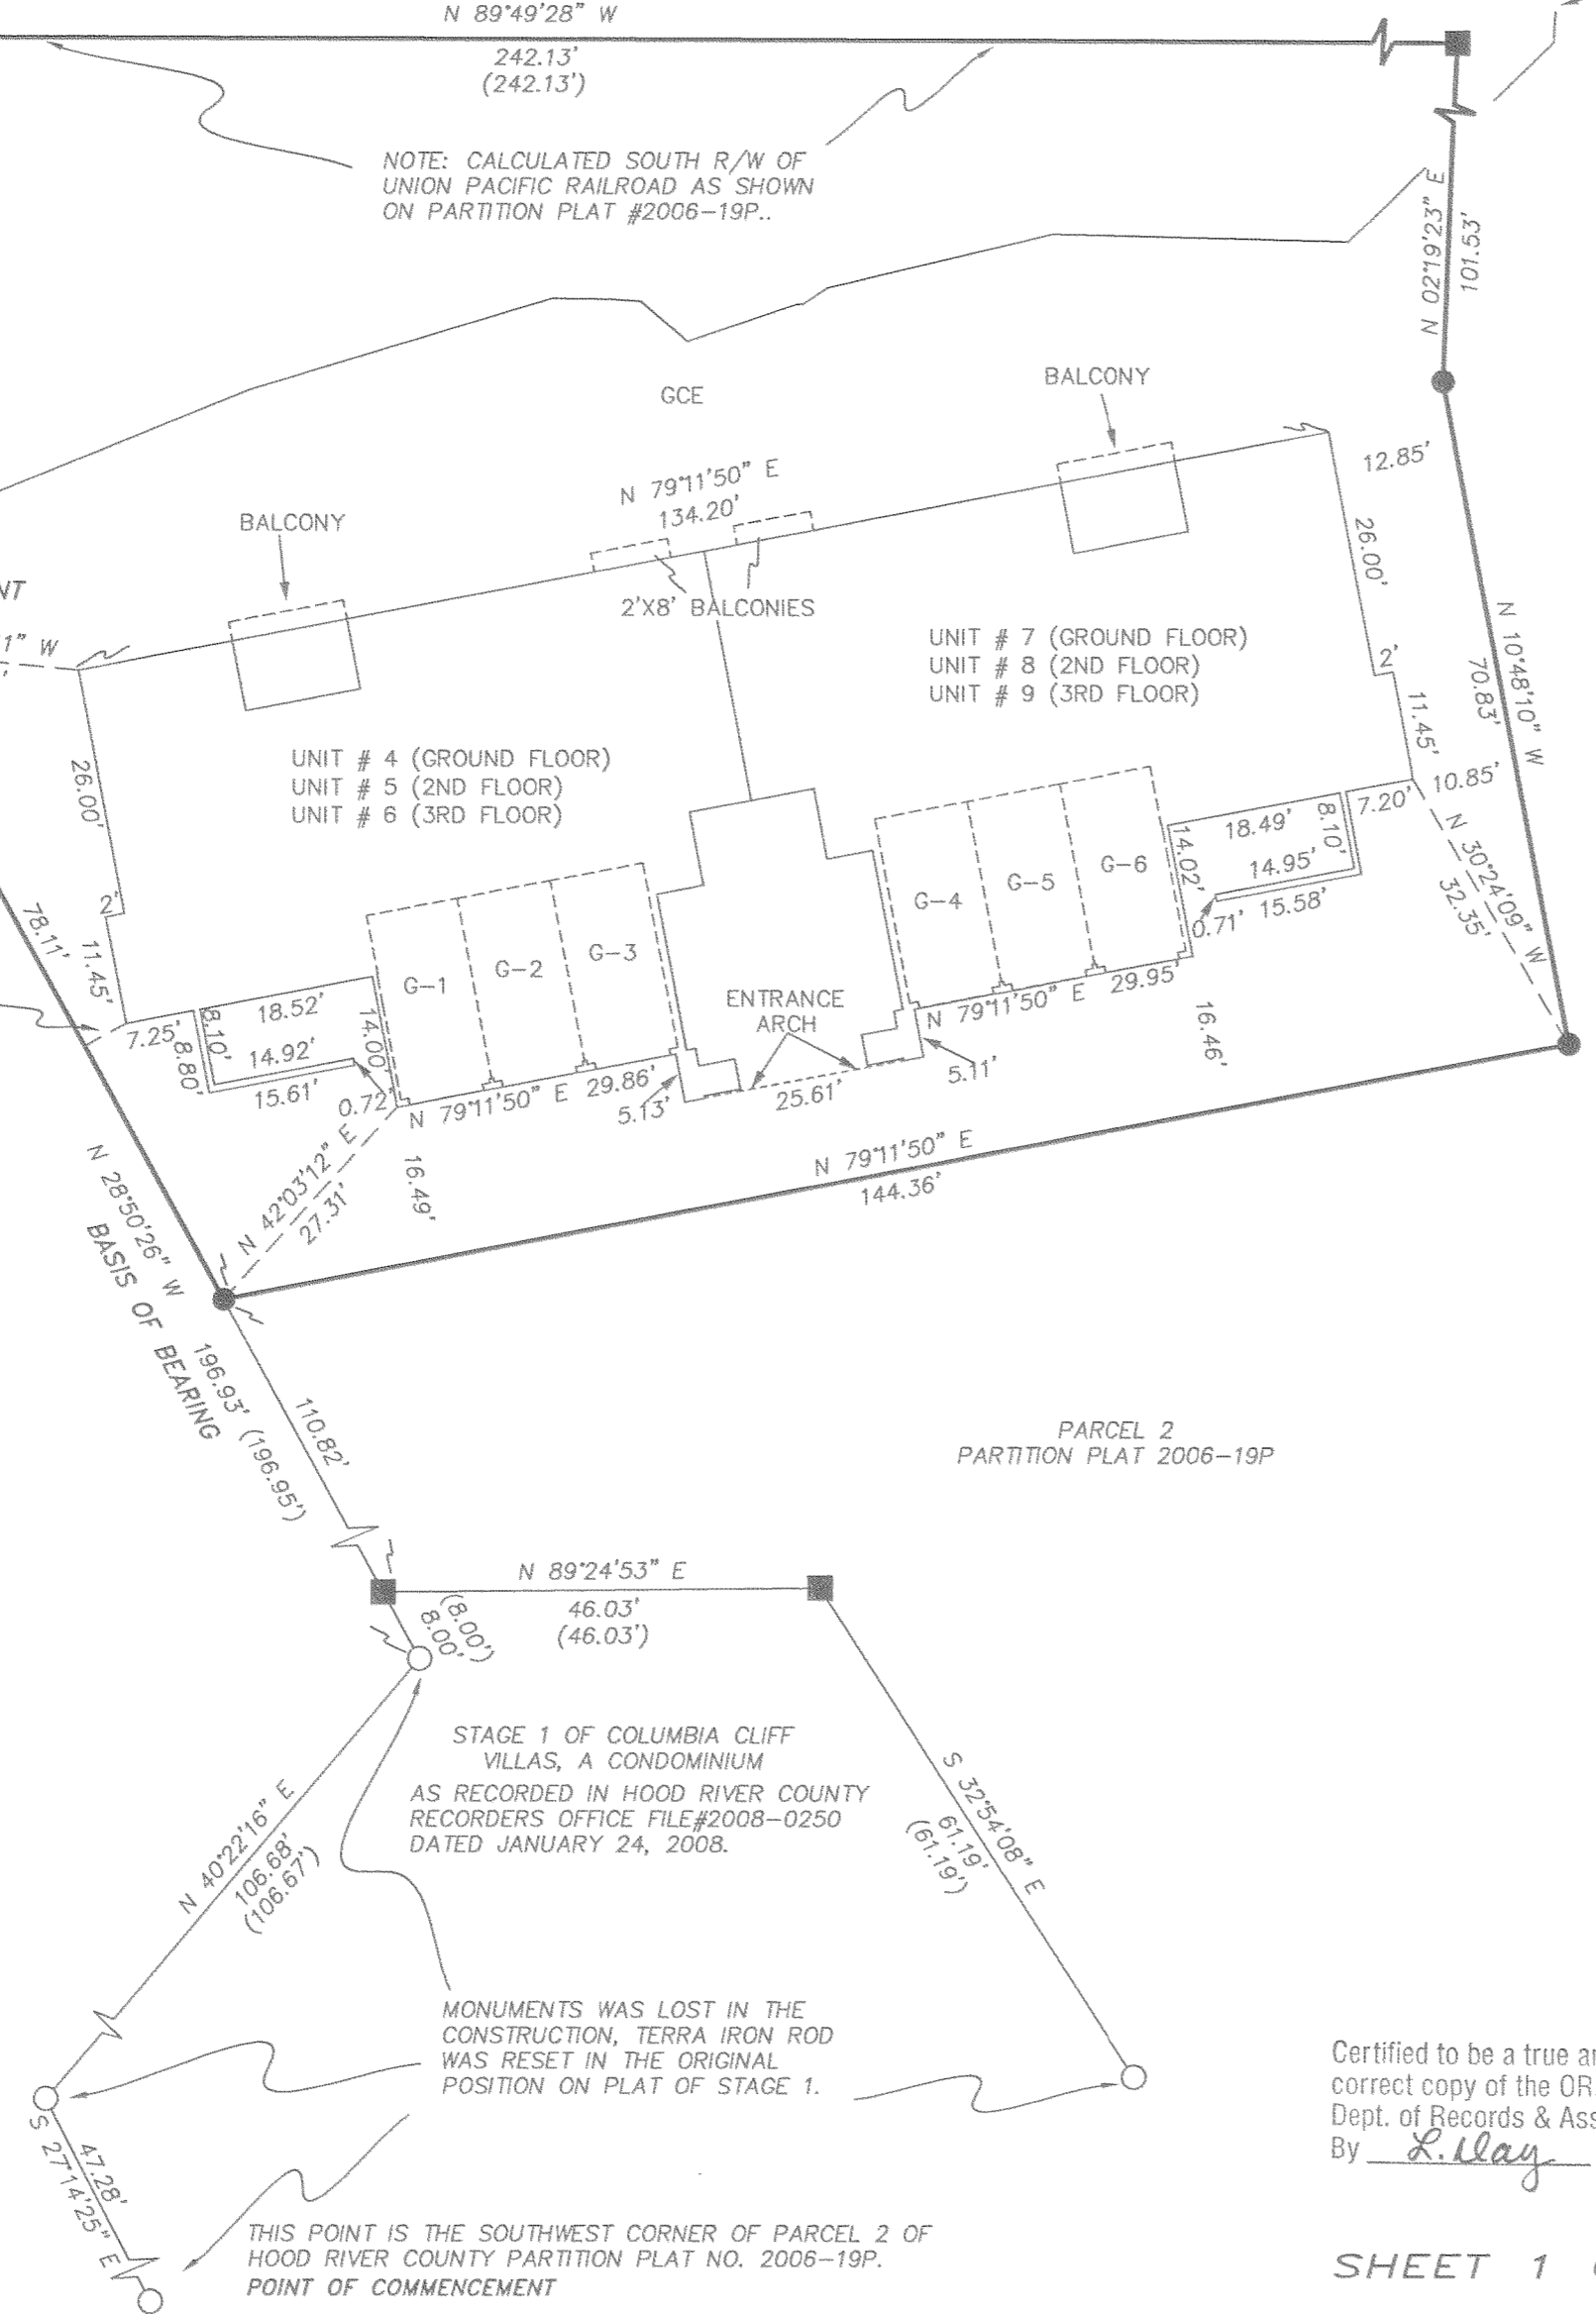 N 89°49'28" W
242.13'
(242.13')
NOTE: CALCULATED SOUTH R/W OF
UNION PACIFIC RAILROAD AS SHOWN
ON PARTITION PLAT #2006-19P..
N 02°19'23" E
101.53'
GCE
BALCONY
N 79°11'50" E
134.20'
12.85'
BALCONY
26.00'
2'X8' BALCONIES
NT
1" W
UNIT # 7 (GROUND FLOOR)
UNIT # 8 (2ND FLOOR)
UNIT # 9 (3RD FLOOR)
2'
N 10°48'10" W
70.83'
11.45'
UNIT # 4 (GROUND FLOOR)
UNIT # 5 (2ND FLOOR)
UNIT # 6 (3RD FLOOR)
26.00'
10.85'
7.20'
8.10'
18.49'
14.02'
14.95'
15.58'
0.71'
N 30°24'09" W
32.35'
G-6
G-5
G-4
2'
78.11'
11.45'
G-3
G-2
G-1
18.52'
8.10'
7.25'
8.80'
14.92'
14.00'
15.61'
0.72'
ENTRANCE
ARCH
N 79°11'50" E 29.95'
16.46'
5.11'
25.61'
N 79°11'50" E 29.86'
5.13'
16.49'
N 42°03'12" E
27.31'
N 79°11'50" E
144.36'
N 28°50'26" W
BASIS OF BEARING
196.93' (196.95')
110.82'
PARCEL 2
PARTITION PLAT 2006-19P
N 89°24'53" E
46.03'
(46.03')
(8.00')
8.00'
STAGE 1 OF COLUMBIA CLIFF
VILLAS, A CONDOMINIUM
AS RECORDED IN HOOD RIVER COUNTY
RECORDERS OFFICE FILE#2008-0250
DATED JANUARY 24, 2008.
S 32°54'08" E
61.19'
(61.19')
N 40°22'16" E
106.68'
(106.67')
MONUMENTS WAS LOST IN THE
CONSTRUCTION, TERRA IRON ROD
WAS RESET IN THE ORIGINAL
POSITION ON PLAT OF STAGE 1.
47.28'
S 27°14'25" E
Certified to be a true an
correct copy of the OR
Dept. of Records & Ass
By L. Day
THIS POINT IS THE SOUTHWEST CORNER OF PARCEL 2 OF
HOOD RIVER COUNTY PARTITION PLAT NO. 2006-19P.
POINT OF COMMENCEMENT
SHEET 1